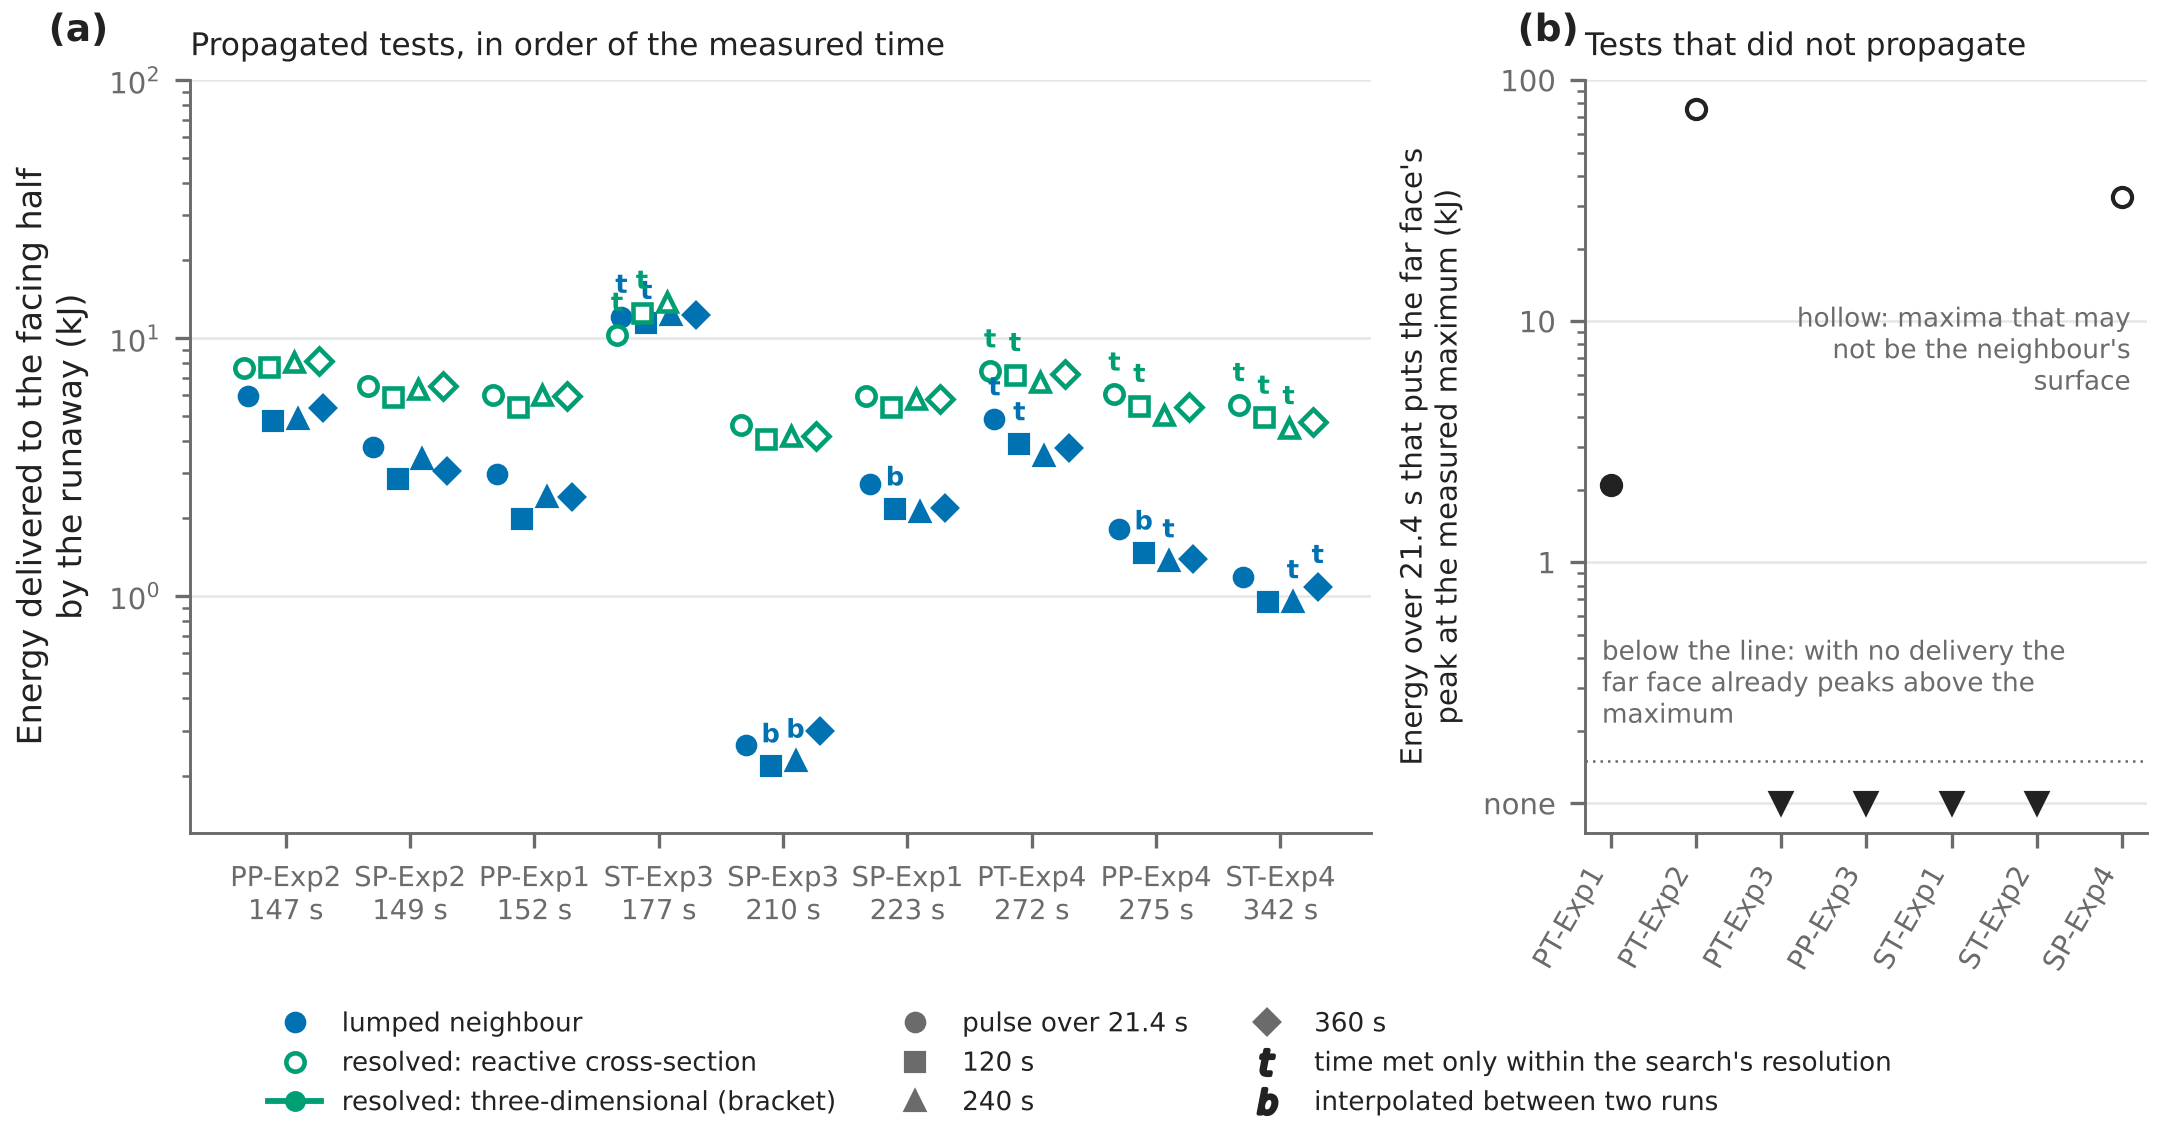 (a)
Propagated tests, in order of the measured time
Energy delivered to the facing half
by the runaway (kJ)
10²
10¹
10⁰
t
t
t
t
t
t
t
t
t
t
t
t
t
b
b
t
t
t
b
b
PP-Exp2
147 s
SP-Exp2
149 s
PP-Exp1
152 s
ST-Exp3
177 s
SP-Exp3
210 s
SP-Exp1
223 s
PT-Exp4
272 s
PP-Exp4
275 s
ST-Exp4
342 s
(b)
Tests that did not propagate
Energy over 21.4 s that puts the far face's
peak at the measured maximum (kJ)
100
10
1
none
hollow: maxima that may
not be the neighbour's
surface
below the line: with no delivery the
far face already peaks above the
maximum
PT-Exp1
PT-Exp2
PT-Exp3
PP-Exp3
ST-Exp1
ST-Exp2
SP-Exp4
lumped neighbour
resolved: reactive cross-section
resolved: three-dimensional (bracket)
pulse over 21.4 s
120 s
240 s
360 s
t time met only within the search's resolution
b interpolated between two runs